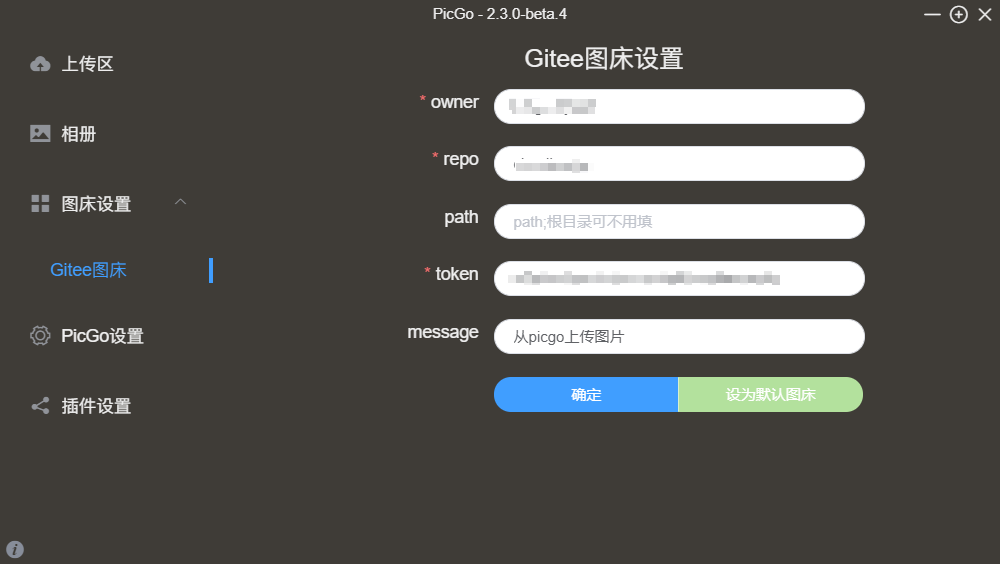 PicGo - 2.3.0-beta.4
上传区
相册
图床设置
Gitee图床
PicGo设置
插件设置
Gitee图床设置
* owner
* repo
path
path;根目录可不用填
* token
message
从picgo上传图片
确定
设为默认图床